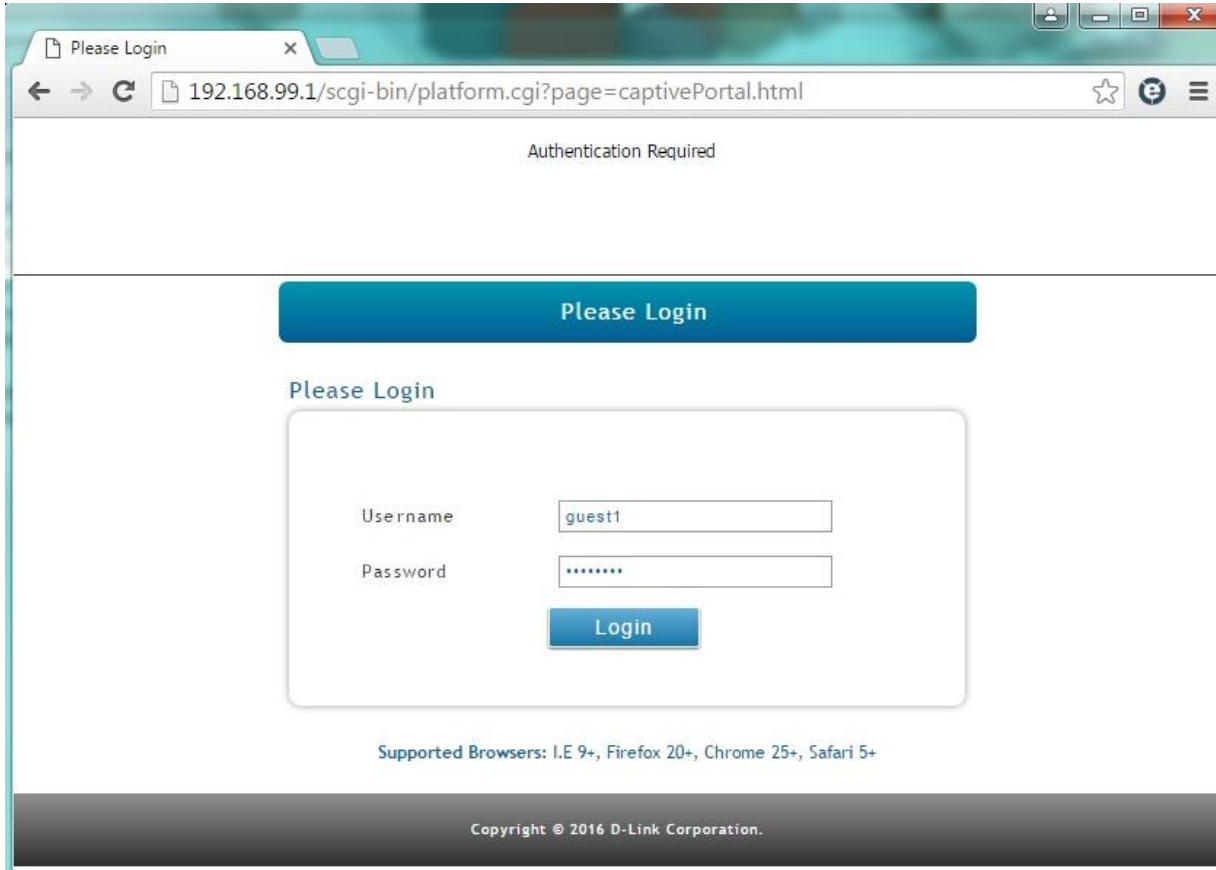 Please Login
192.168.99.1/scgi-bin/platform.cgi?page=captivePortal.html
Authentication Required
Please Login
Please Login
Username guest1
Password ••••••••
Login
Supported Browsers: I.E 9+, Firefox 20+, Chrome 25+, Safari 5+
Copyright © 2016 D-Link Corporation.